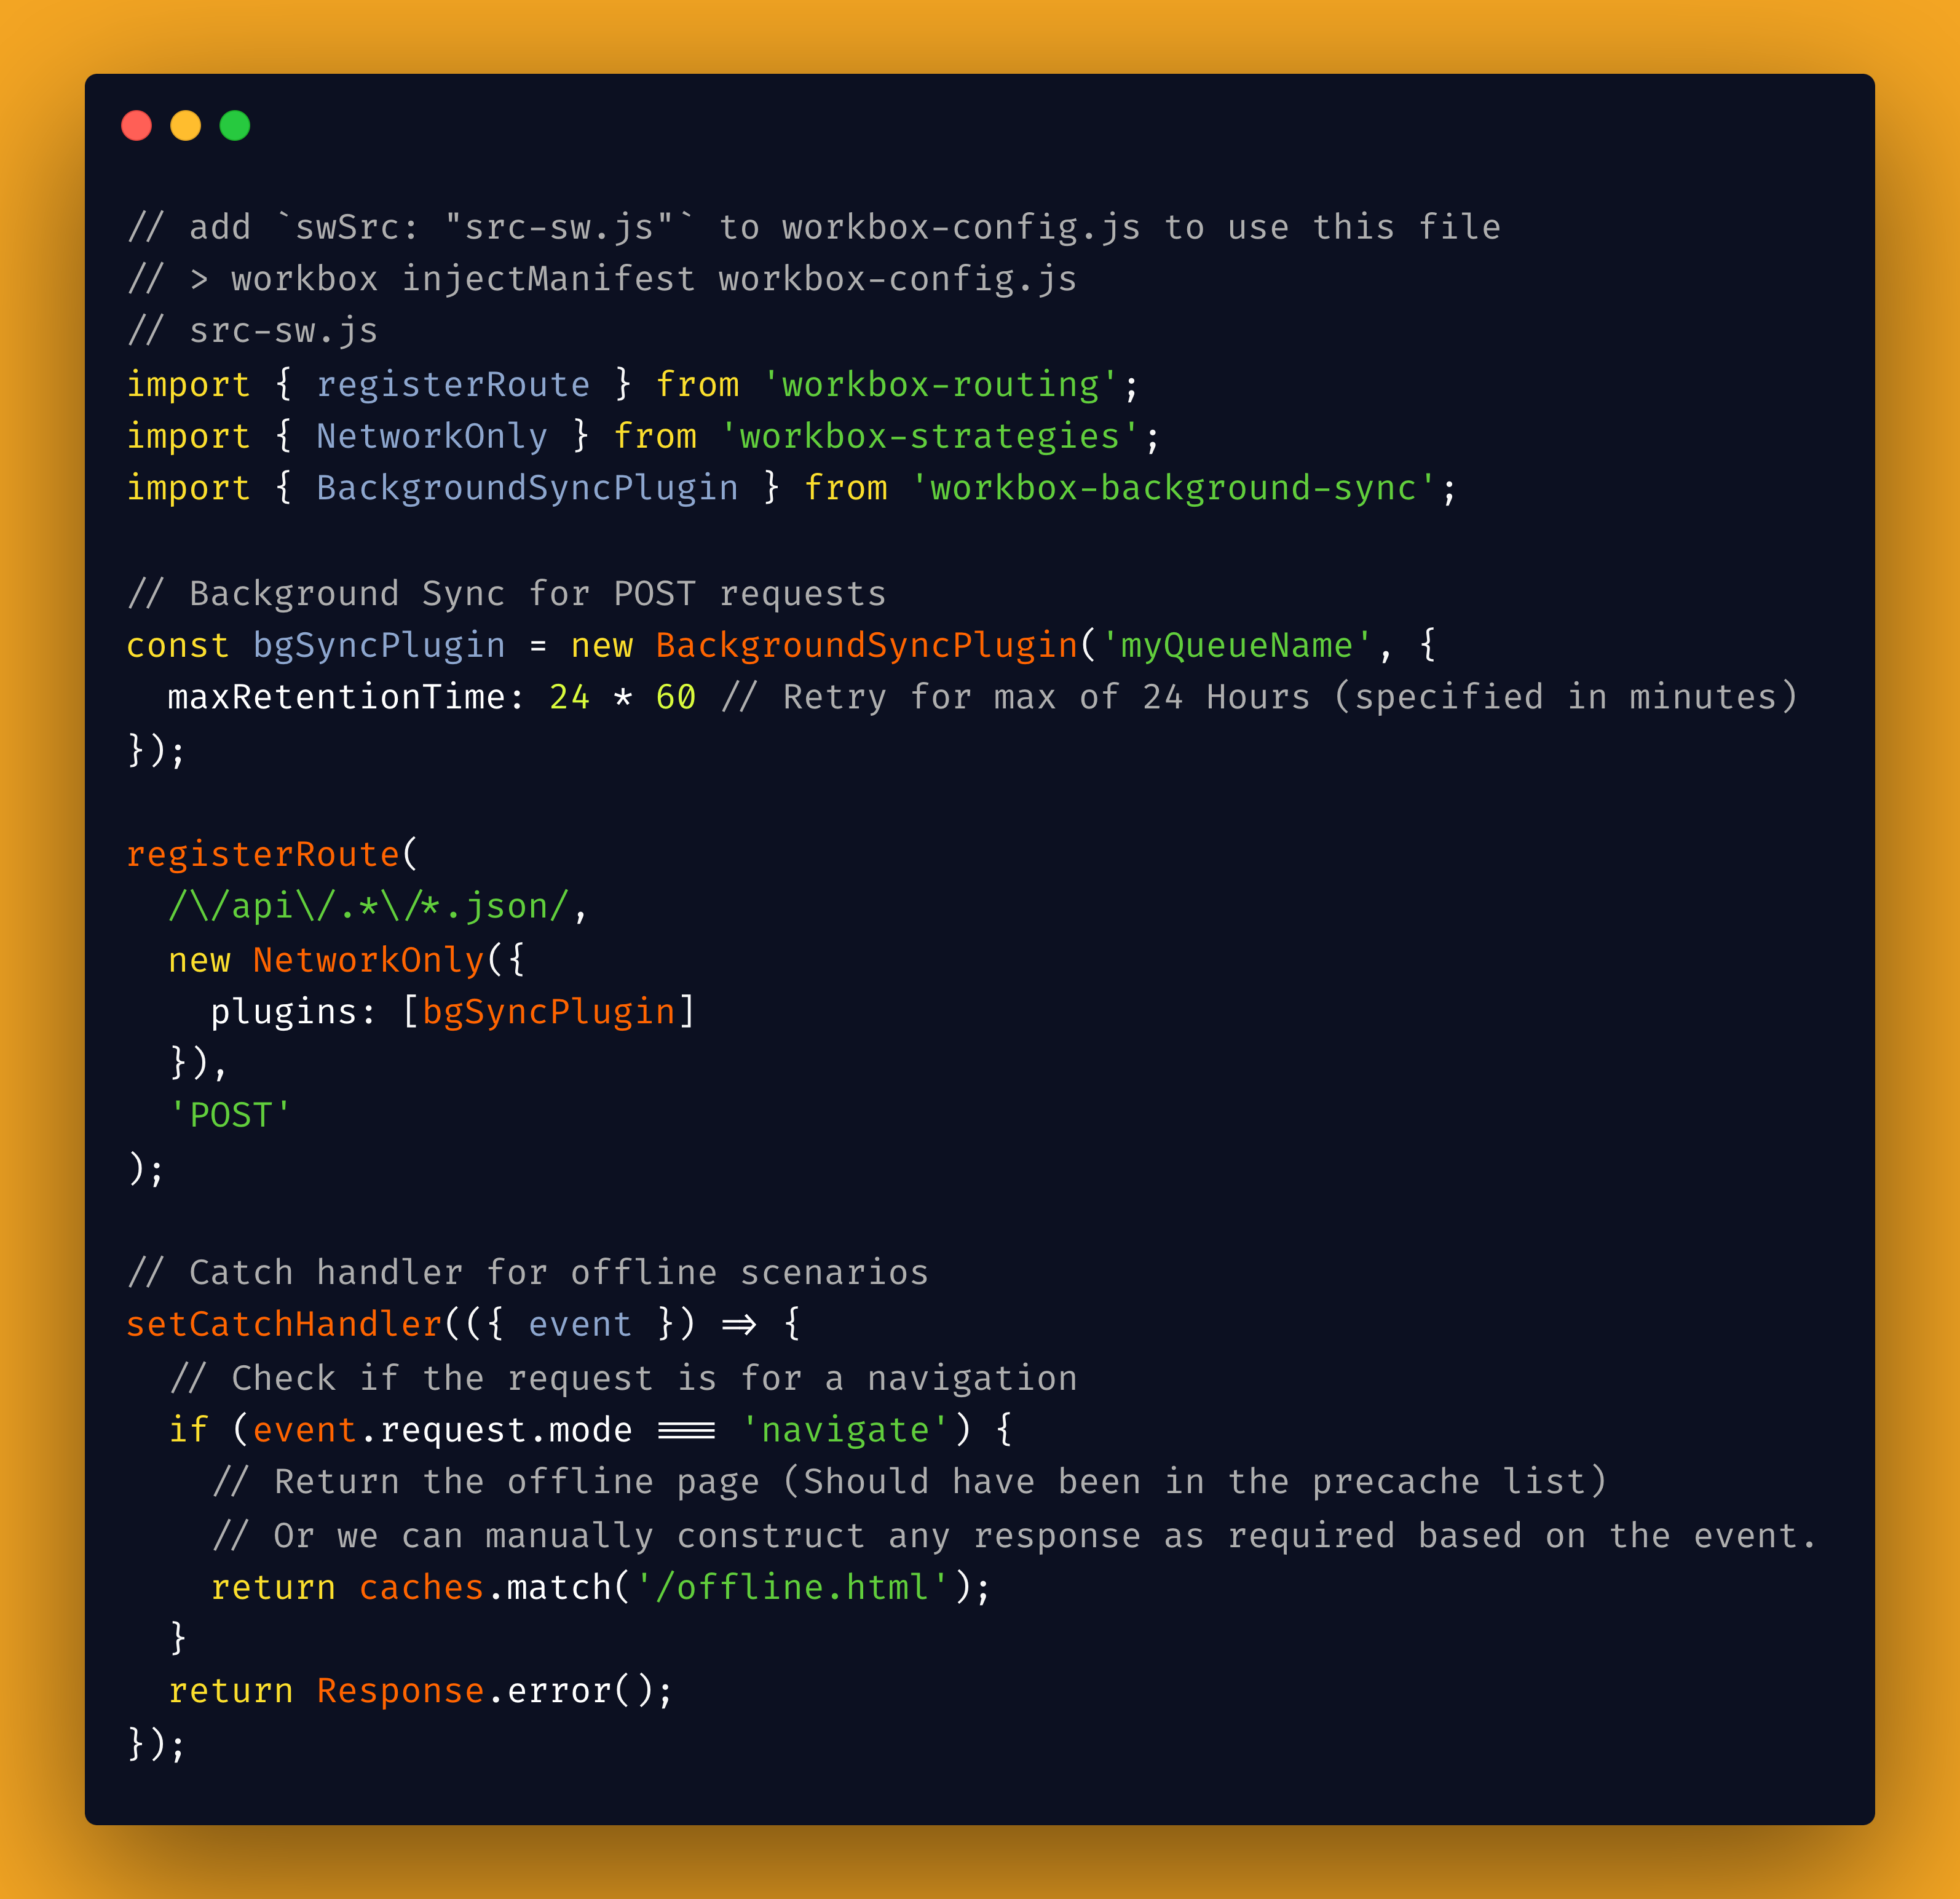 // add `swSrc: "src-sw.js"` to workbox-config.js to use this file
// > workbox injectManifest workbox-config.js
// src-sw.js
import { registerRoute } from 'workbox-routing';
import { NetworkOnly } from 'workbox-strategies';
import { BackgroundSyncPlugin } from 'workbox-background-sync';

// Background Sync for POST requests
const bgSyncPlugin = new BackgroundSyncPlugin('myQueueName', {
  maxRetentionTime: 24 * 60 // Retry for max of 24 Hours (specified in minutes)
});

registerRoute(
  /\/api\/.*\/*.json/,
  new NetworkOnly({
    plugins: [bgSyncPlugin]
  }),
  'POST'
);

// Catch handler for offline scenarios
setCatchHandler(({ event }) => {
  // Check if the request is for a navigation
  if (event.request.mode === 'navigate') {
    // Return the offline page (Should have been in the precache list)
    // Or we can manually construct any response as required based on the event.
    return caches.match('/offline.html');
  }
  return Response.error();
});